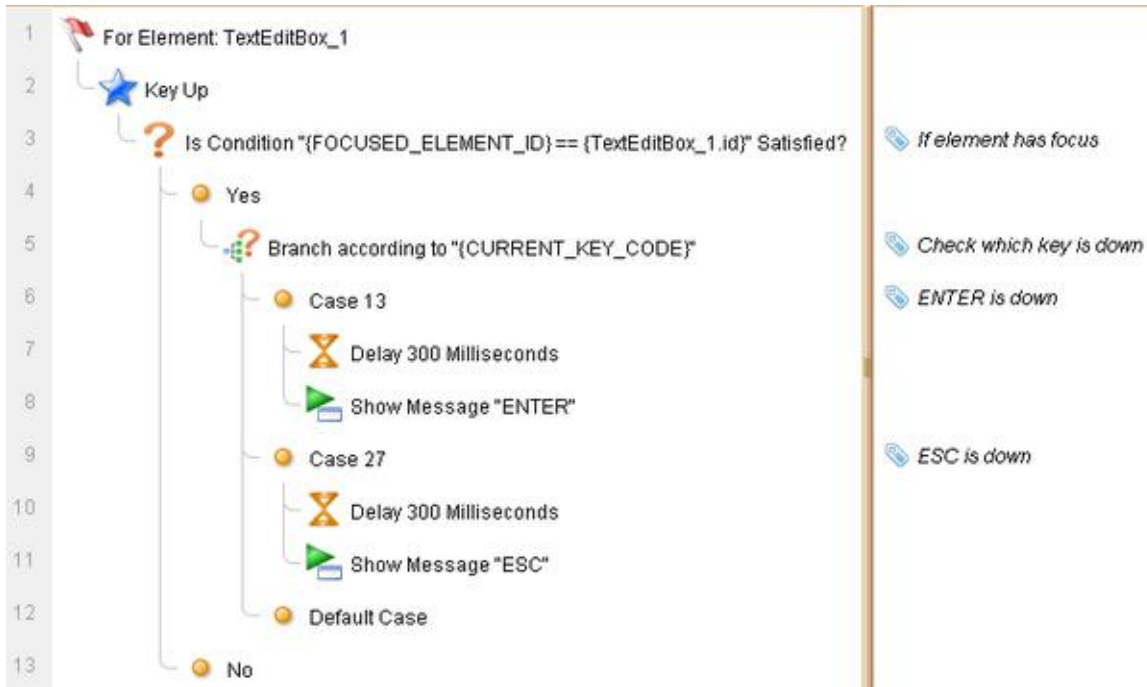 1 For Element: TextEditBox_1
2 Key Up
3 Is Condition "{FOCUSED_ELEMENT_ID} == {TextEditBox_1.id}" Satisfied? If element has focus
4 Yes
5 Branch according to "{CURRENT_KEY_CODE}" Check which key is down
6 Case 13 ENTER is down
7 Delay 300 Milliseconds
8 Show Message "ENTER"
9 Case 27 ESC is down
10 Delay 300 Milliseconds
11 Show Message "ESC"
12 Default Case
13 No